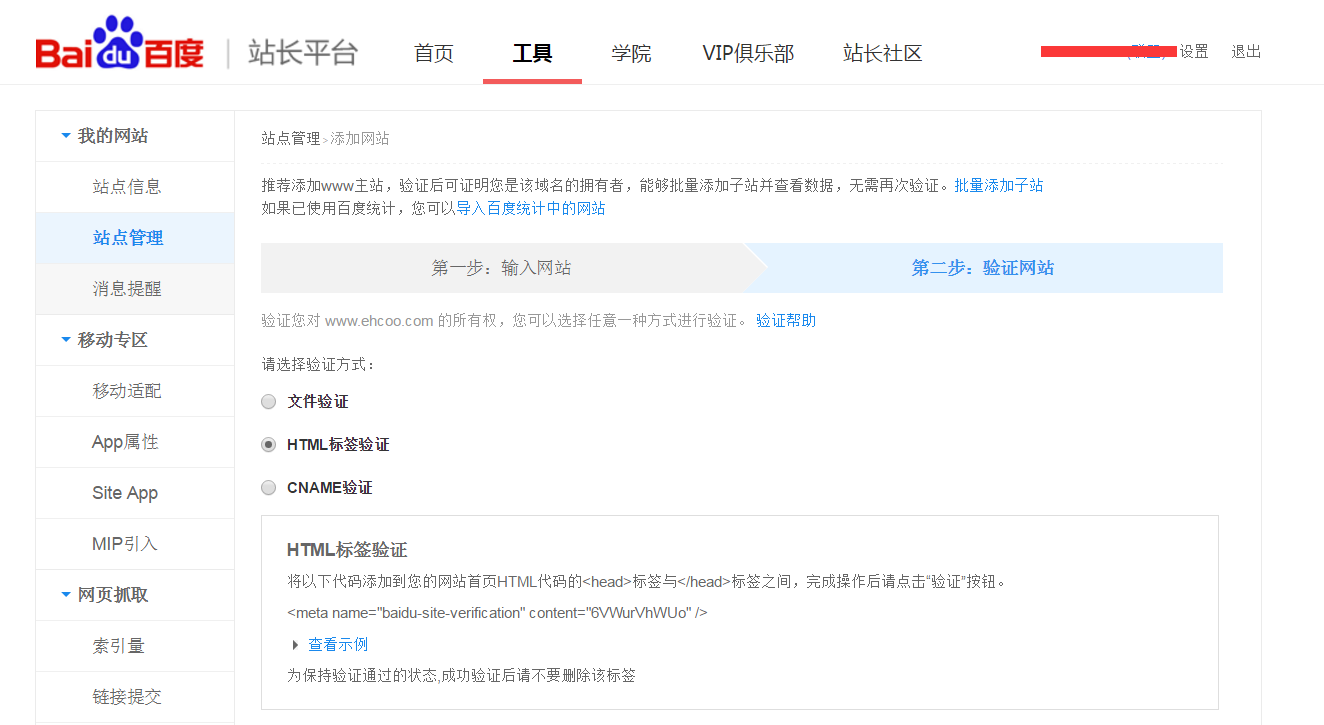 Baidu百度 | 站长平台
首页 工具 学院 VIP俱乐部 站长社区
设置 退出
我的网站
站点信息
站点管理
消息提醒
移动专区
移动适配
App属性
Site App
MIP引入
网页抓取
索引量
链接提交
站点管理>添加网站
推荐添加www主站，验证后可证明您是该域名的拥有者，能够批量添加子站并查看数据，无需再次验证。批量添加子站
如果已使用百度统计，您可以导入百度统计中的网站
第一步：输入网站 第二步：验证网站
验证您对 www.ehcoo.com 的所有权，您可以选择任意一种方式进行验证。 验证帮助
请选择验证方式：
文件验证
HTML标签验证
CNAME验证
HTML标签验证
将以下代码添加到您的网站首页HTML代码的<head>标签与</head>标签之间，完成操作后请点击“验证”按钮。
<meta name="baidu-site-verification" content="6VWurVhWUo" />
查看示例
为保持验证通过的状态,成功验证后请不要删除该标签